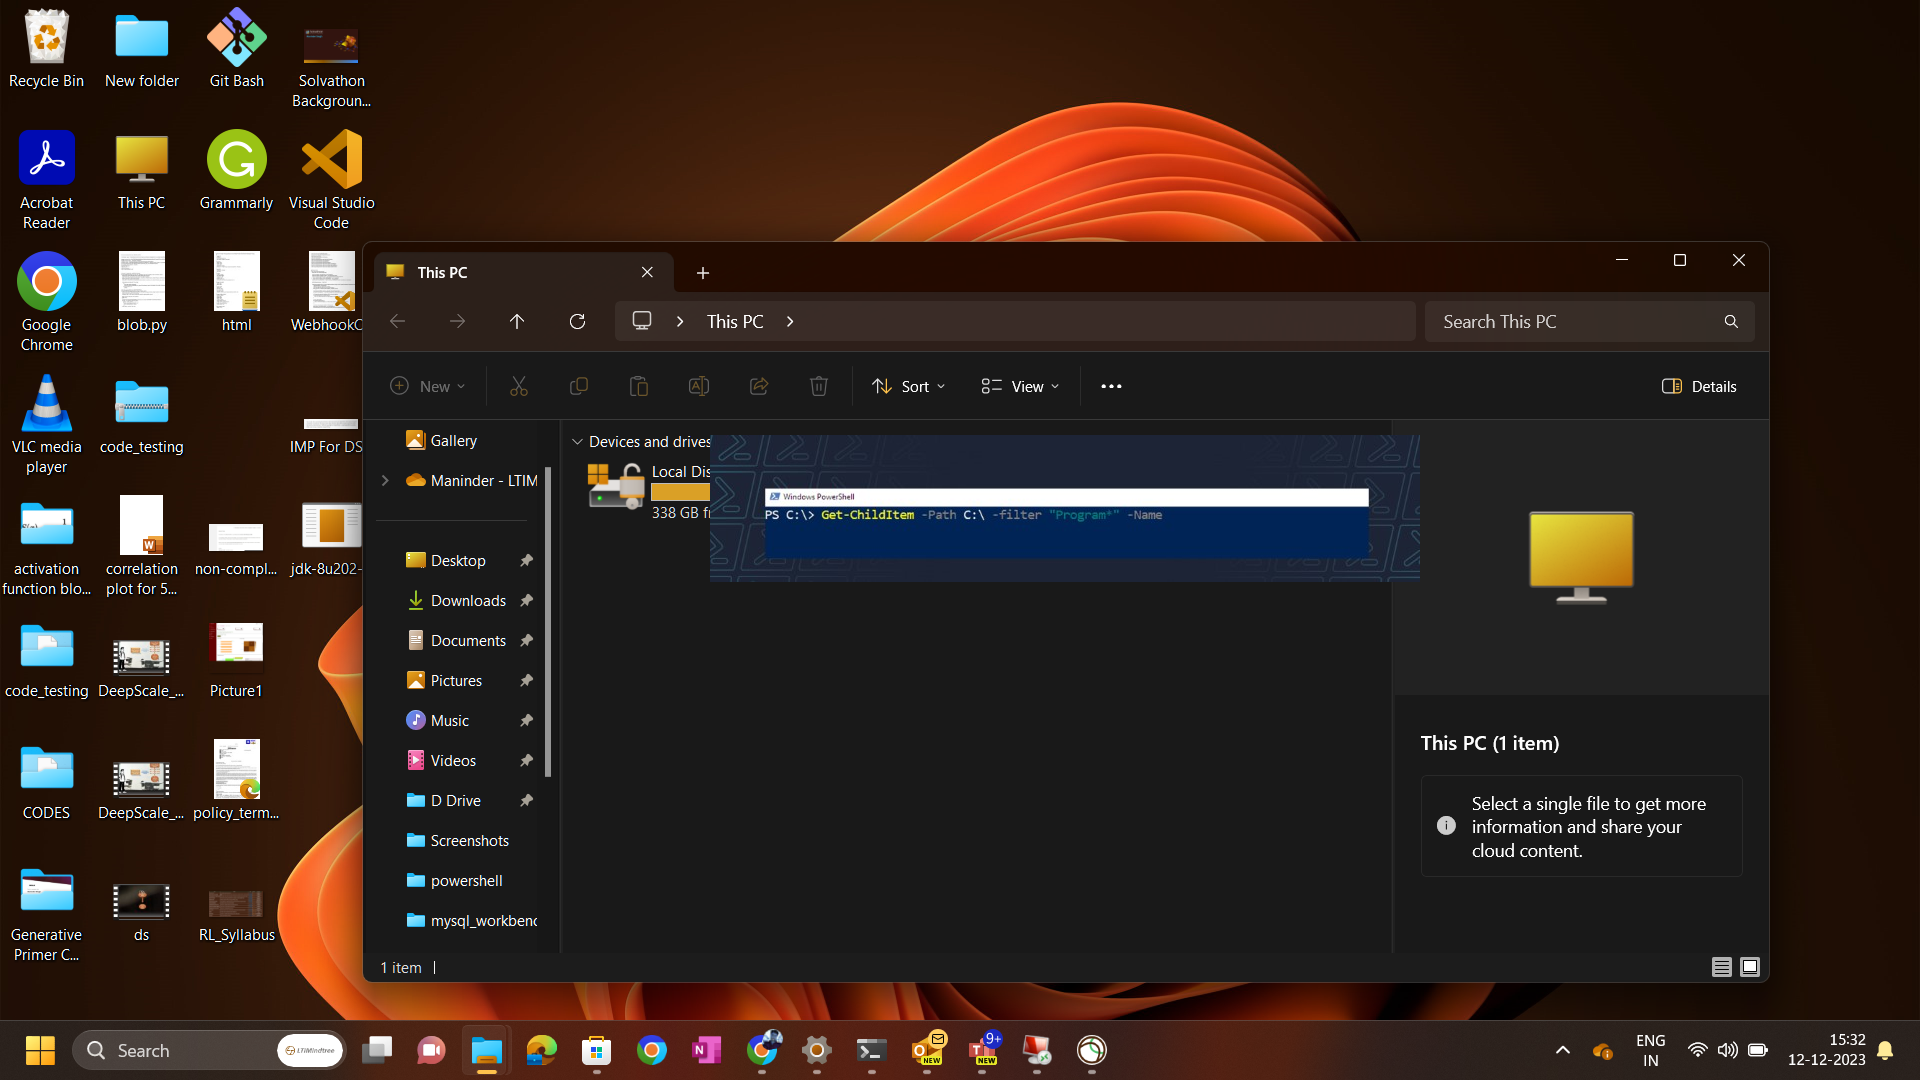 Recycle Bin
New folder
Git Bash
Solvathon
Backgroun...
Acrobat
Reader
This PC
Grammarly
Visual Studio
Code
Google
Chrome
blob.py
html
WebhookC
VLC media
player
code_testing
IMP For DS
activation
function blo...
correlation
plot for 5...
non-compl...
jdk-8u202-
code_testing
DeepScale_...
Picture1
CODES
DeepScale_...
policy_term...
Generative
Primer C...
ds
RL_Syllabus
This PC
This PC
Search This PC
New
Sort
View
Details
Gallery
Maninder - LTIM
Desktop
Downloads
Documents
Pictures
Music
Videos
D Drive
Screenshots
powershell
mysql_workbenc
Devices and drives
Local Dis
338 GB fr
Windows PowerShell
PS C:\> Get-ChildItem -Path C:\ -filter "Program*" -Name
This PC (1 item)
Select a single file to get more
information and share your
cloud content.
1 item
Search
LTIMindtree
NEW
9+
NEW
ENG
IN
15:32
12-12-2023